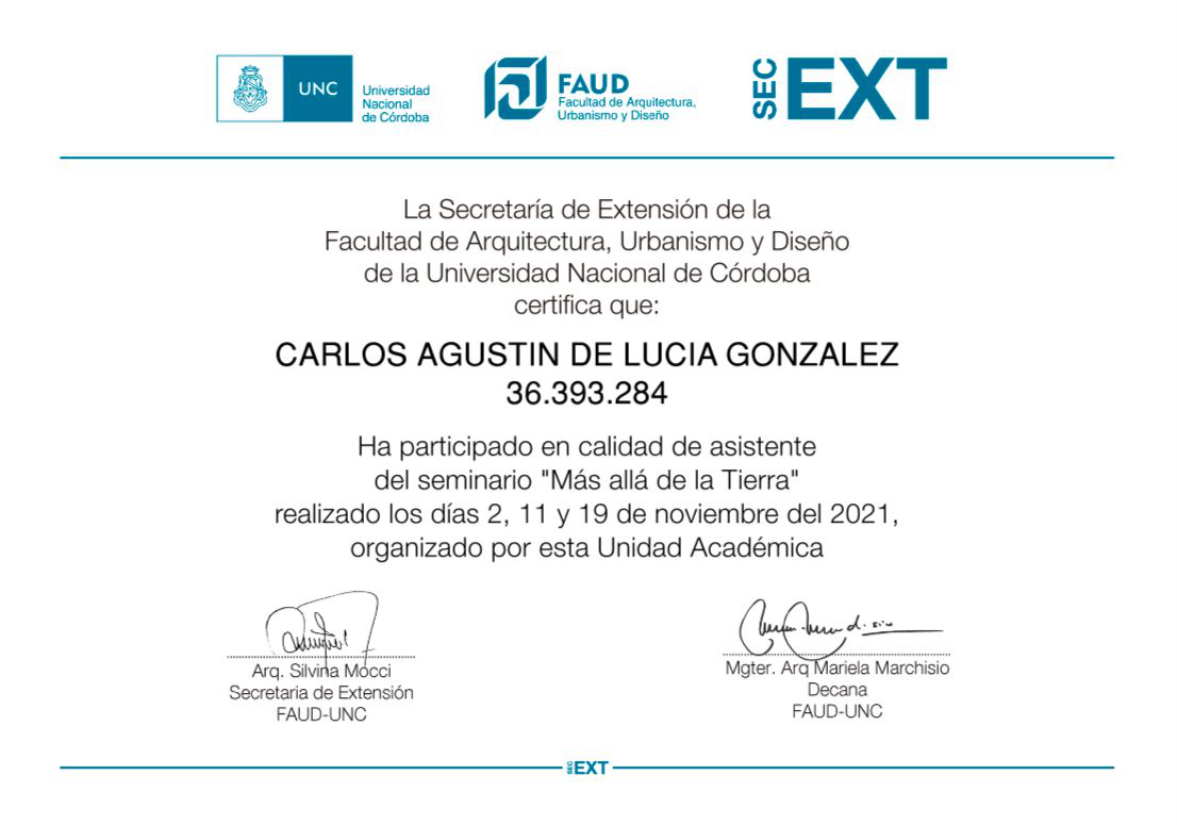 UNC
Universidad
Nacional
de Córdoba
FAUD
Facultad de Arquitectura,
Urbanismo y Diseño
SEC EXT
La Secretaría de Extensión de la
Facultad de Arquitectura, Urbanismo y Diseño
de la Universidad Nacional de Córdoba
certifica que:
CARLOS AGUSTIN DE LUCIA GONZALEZ
36.393.284
Ha participado en calidad de asistente
del seminario "Más allá de la Tierra"
realizado los días 2, 11 y 19 de noviembre del 2021,
organizado por esta Unidad Académica
Arq. Silvina Mocci
Secretaria de Extensión
FAUD-UNC
Mgter. Arq Mariela Marchisio
Decana
FAUD-UNC
SEC EXT